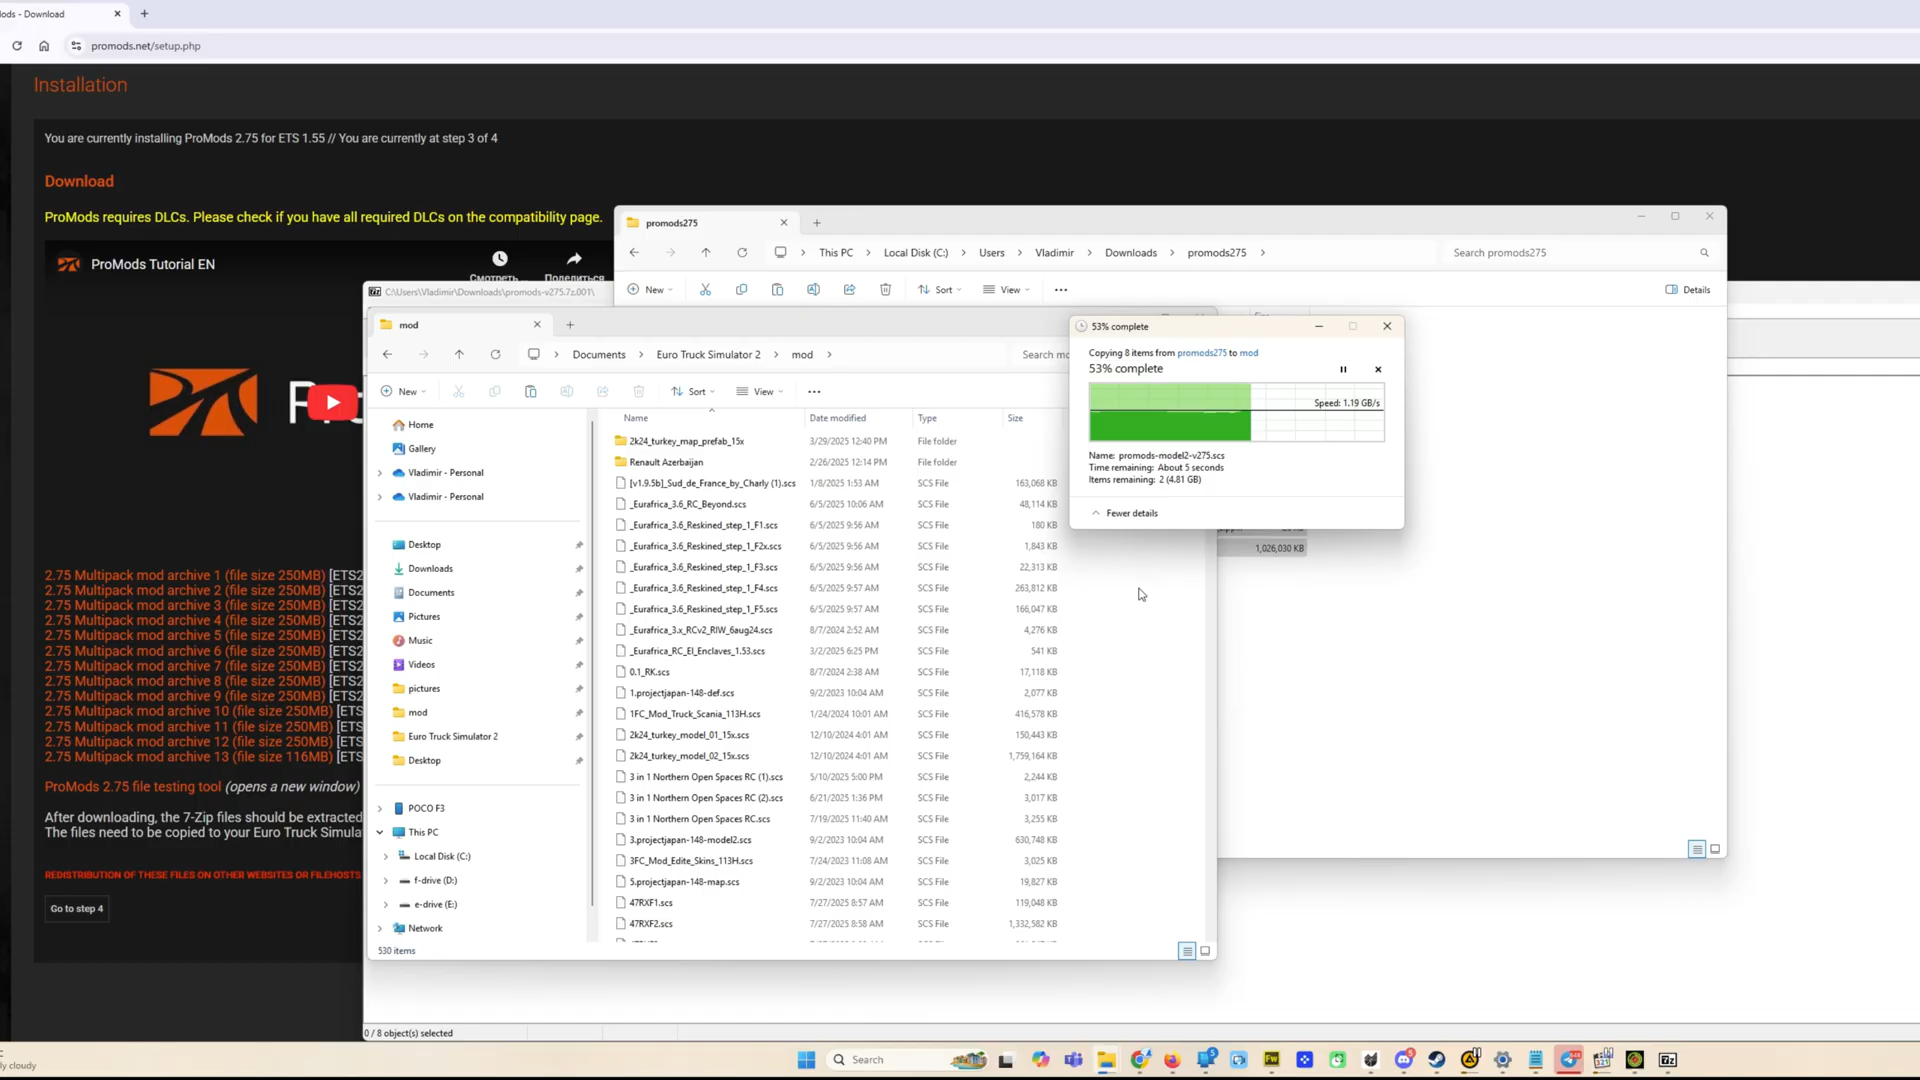 ods - Download
promods.net/setup.php
Installation
You are currently installing ProMods 2.75 for ETS 1.55 // You are currently at step 3 of 4
Download
ProMods requires DLCs. Please check if you have all required DLCs on the compatibility page.
ProMods Tutorial EN
Смотреть
Поделиться
2.75 Multipack mod archive 1 (file size 250MB) [ETS2
2.75 Multipack mod archive 2 (file size 250MB) [ETS2
2.75 Multipack mod archive 3 (file size 250MB) [ETS2
2.75 Multipack mod archive 4 (file size 250MB) [ETS2
2.75 Multipack mod archive 5 (file size 250MB) [ETS2
2.75 Multipack mod archive 6 (file size 250MB) [ETS2
2.75 Multipack mod archive 7 (file size 250MB) [ETS2
2.75 Multipack mod archive 8 (file size 250MB) [ETS2
2.75 Multipack mod archive 9 (file size 250MB) [ETS2
2.75 Multipack mod archive 10 (file size 250MB) [ETS
2.75 Multipack mod archive 11 (file size 250MB) [ETS
2.75 Multipack mod archive 12 (file size 250MB) [ETS
2.75 Multipack mod archive 13 (file size 116MB) [ETS
ProMods 2.75 file testing tool (opens a new window)
After downloading, the 7-Zip files should be extracted
The files need to be copied to your Euro Truck Simula
REDISTRIBUTION OF THESE FILES ON OTHER WEBSITES OR FILEHOSTS
Go to step 4
promods275
This PC > Local Disk (C:) > Users > Vladimir > Downloads > promods275 >
Search promods275
New Sort View Details
1,026,030 KB
C:\Users\Vladimir\Downloads\promods-v275.7z.001\
mod
Documents > Euro Truck Simulator 2 > mod >
Search mo
New Sort View
Home
Gallery
Vladimir - Personal
Vladimir - Personal
Desktop
Downloads
Documents
Pictures
Music
Videos
pictures
mod
Euro Truck Simulator 2
Desktop
POCO F3
This PC
Local Disk (C:)
f-drive (D:)
e-drive (E:)
Network
530 items
Name Date modified Type Size
2k24_turkey_map_prefab_15x 3/29/2025 12:40 PM File folder
Renault Azerbaijan 2/26/2025 12:14 PM File folder
[v1.9.5b]_Sud_de_France_by_Charly (1).scs 1/8/2025 1:53 AM SCS File 163,068 KB
_Eurafrica_3.6_RC_Beyond.scs 6/5/2025 10:06 AM SCS File 48,114 KB
_Eurafrica_3.6_Reskined_step_1_F1.scs 6/5/2025 9:56 AM SCS File 180 KB
_Eurafrica_3.6_Reskined_step_1_F2x.scs 6/5/2025 9:56 AM SCS File 1,843 KB
_Eurafrica_3.6_Reskined_step_1_F3.scs 6/5/2025 9:56 AM SCS File 22,313 KB
_Eurafrica_3.6_Reskined_step_1_F4.scs 6/5/2025 9:57 AM SCS File 263,812 KB
_Eurafrica_3.6_Reskined_step_1_F5.scs 6/5/2025 9:57 AM SCS File 166,047 KB
_Eurafrica_3.x_RCv2_RIW_6aug24.scs 8/7/2024 2:52 AM SCS File 4,276 KB
_Eurafrica_RC_El_Enclaves_1.53.scs 3/2/2025 6:25 PM SCS File 541 KB
0.1_RK.scs 8/7/2024 2:38 AM SCS File 17,118 KB
1.projectjapan-148-def.scs 9/2/2023 10:04 AM SCS File 2,077 KB
1FC_Mod_Truck_Scania_113H.scs 1/24/2024 10:01 AM SCS File 416,578 KB
2k24_turkey_model_01_15x.scs 12/10/2024 4:01 AM SCS File 150,443 KB
2k24_turkey_model_02_15x.scs 12/10/2024 4:01 AM SCS File 1,759,164 KB
3 in 1 Northern Open Spaces RC (1).scs 5/10/2025 5:00 PM SCS File 2,244 KB
3 in 1 Northern Open Spaces RC (2).scs 6/21/2025 1:36 PM SCS File 3,017 KB
3 in 1 Northern Open Spaces RC.scs 7/19/2025 11:40 AM SCS File 3,255 KB
3.projectjapan-148-model2.scs 9/2/2023 10:04 AM SCS File 630,748 KB
3FC_Mod_Edite_Skins_113H.scs 7/24/2023 11:08 AM SCS File 3,025 KB
5.projectjapan-148-map.scs 9/2/2023 10:04 AM SCS File 19,827 KB
47RXF1.scs 7/27/2025 8:57 AM SCS File 119,048 KB
47RXF2.scs 7/27/2025 8:58 AM SCS File 1,332,582 KB
53% complete
Copying 8 items from promods275 to mod
53% complete
Speed: 1.19 GB/s
Name: promods-model2-v275.scs
Time remaining: About 5 seconds
Items remaining: 2 (4.81 GB)
Fewer details
0 / 8 object(s) selected
ly cloudy
Search